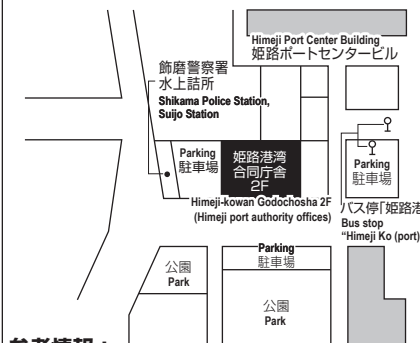 Himeji Port Center Building
姫路ポートセンタービル
飾磨警察署
水上詰所
Shikama Police Station,
Suijo Station
Parking
駐車場
姫路港湾
合同庁舎
2F
Himeji-kowan Godochosha 2F
(Himeji port authority offices)
Parking
駐車場
バス停「姫路港
Bus stop
"Himeji Ko (port)
Parking
駐車場
公園
Park
公園
Park